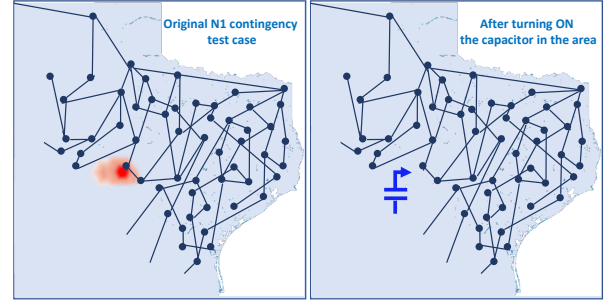 Original N1 contingency
test case
After turning ON
the capacitor in the area